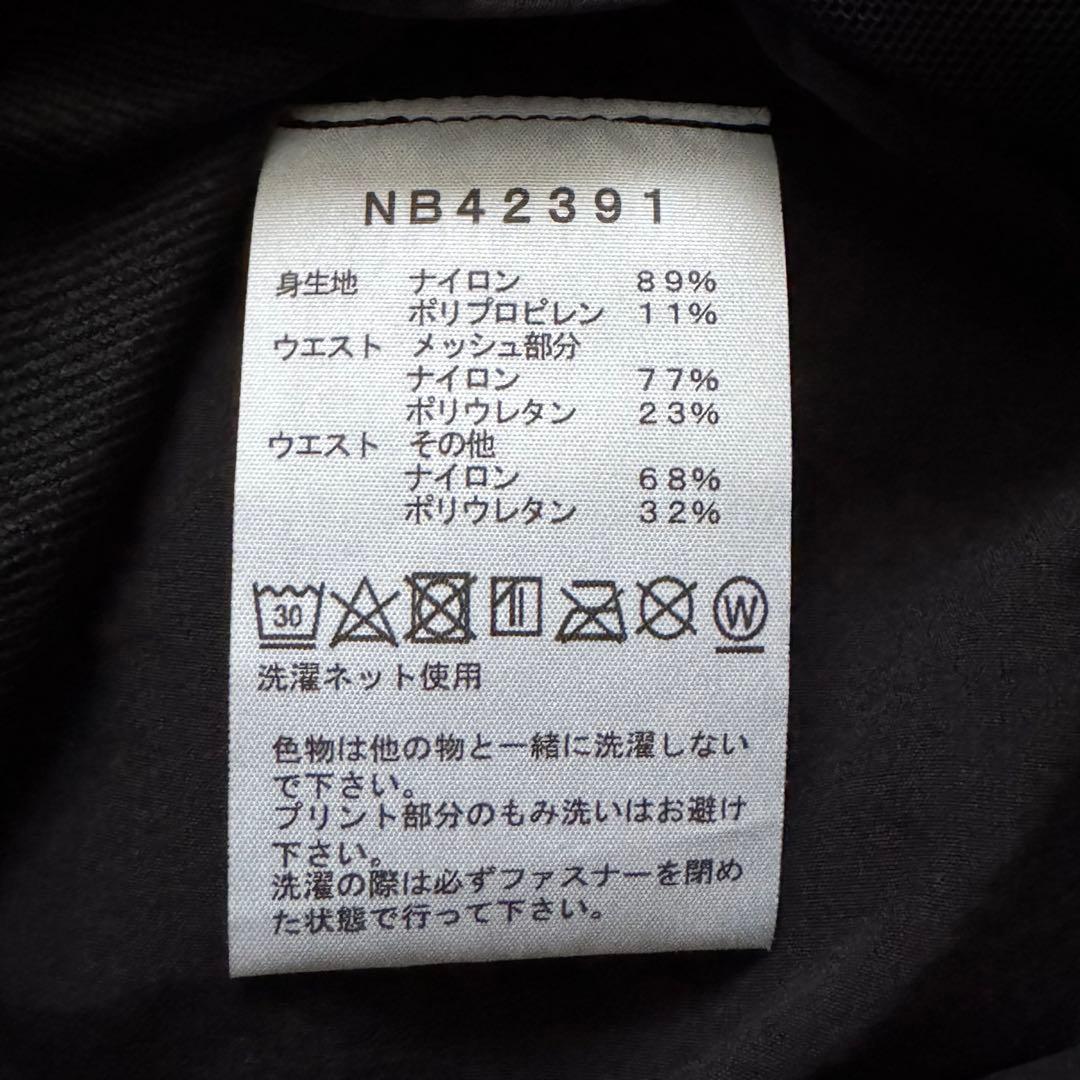 NB42391
身生地 ナイロン 89%
ポリプロピレン 11%
ウエスト メッシュ部分
ナイロン 77%
ポリウレタン 23%
ウエスト その他
ナイロン 68%
ポリウレタン 32%
30 W
洗濯ネット使用
色物は他の物と一緒に洗濯しない
で下さい。
プリント部分のもみ洗いはお避け
下さい。
洗濯の際は必ずファスナーを閉め
た状態で行って下さい。